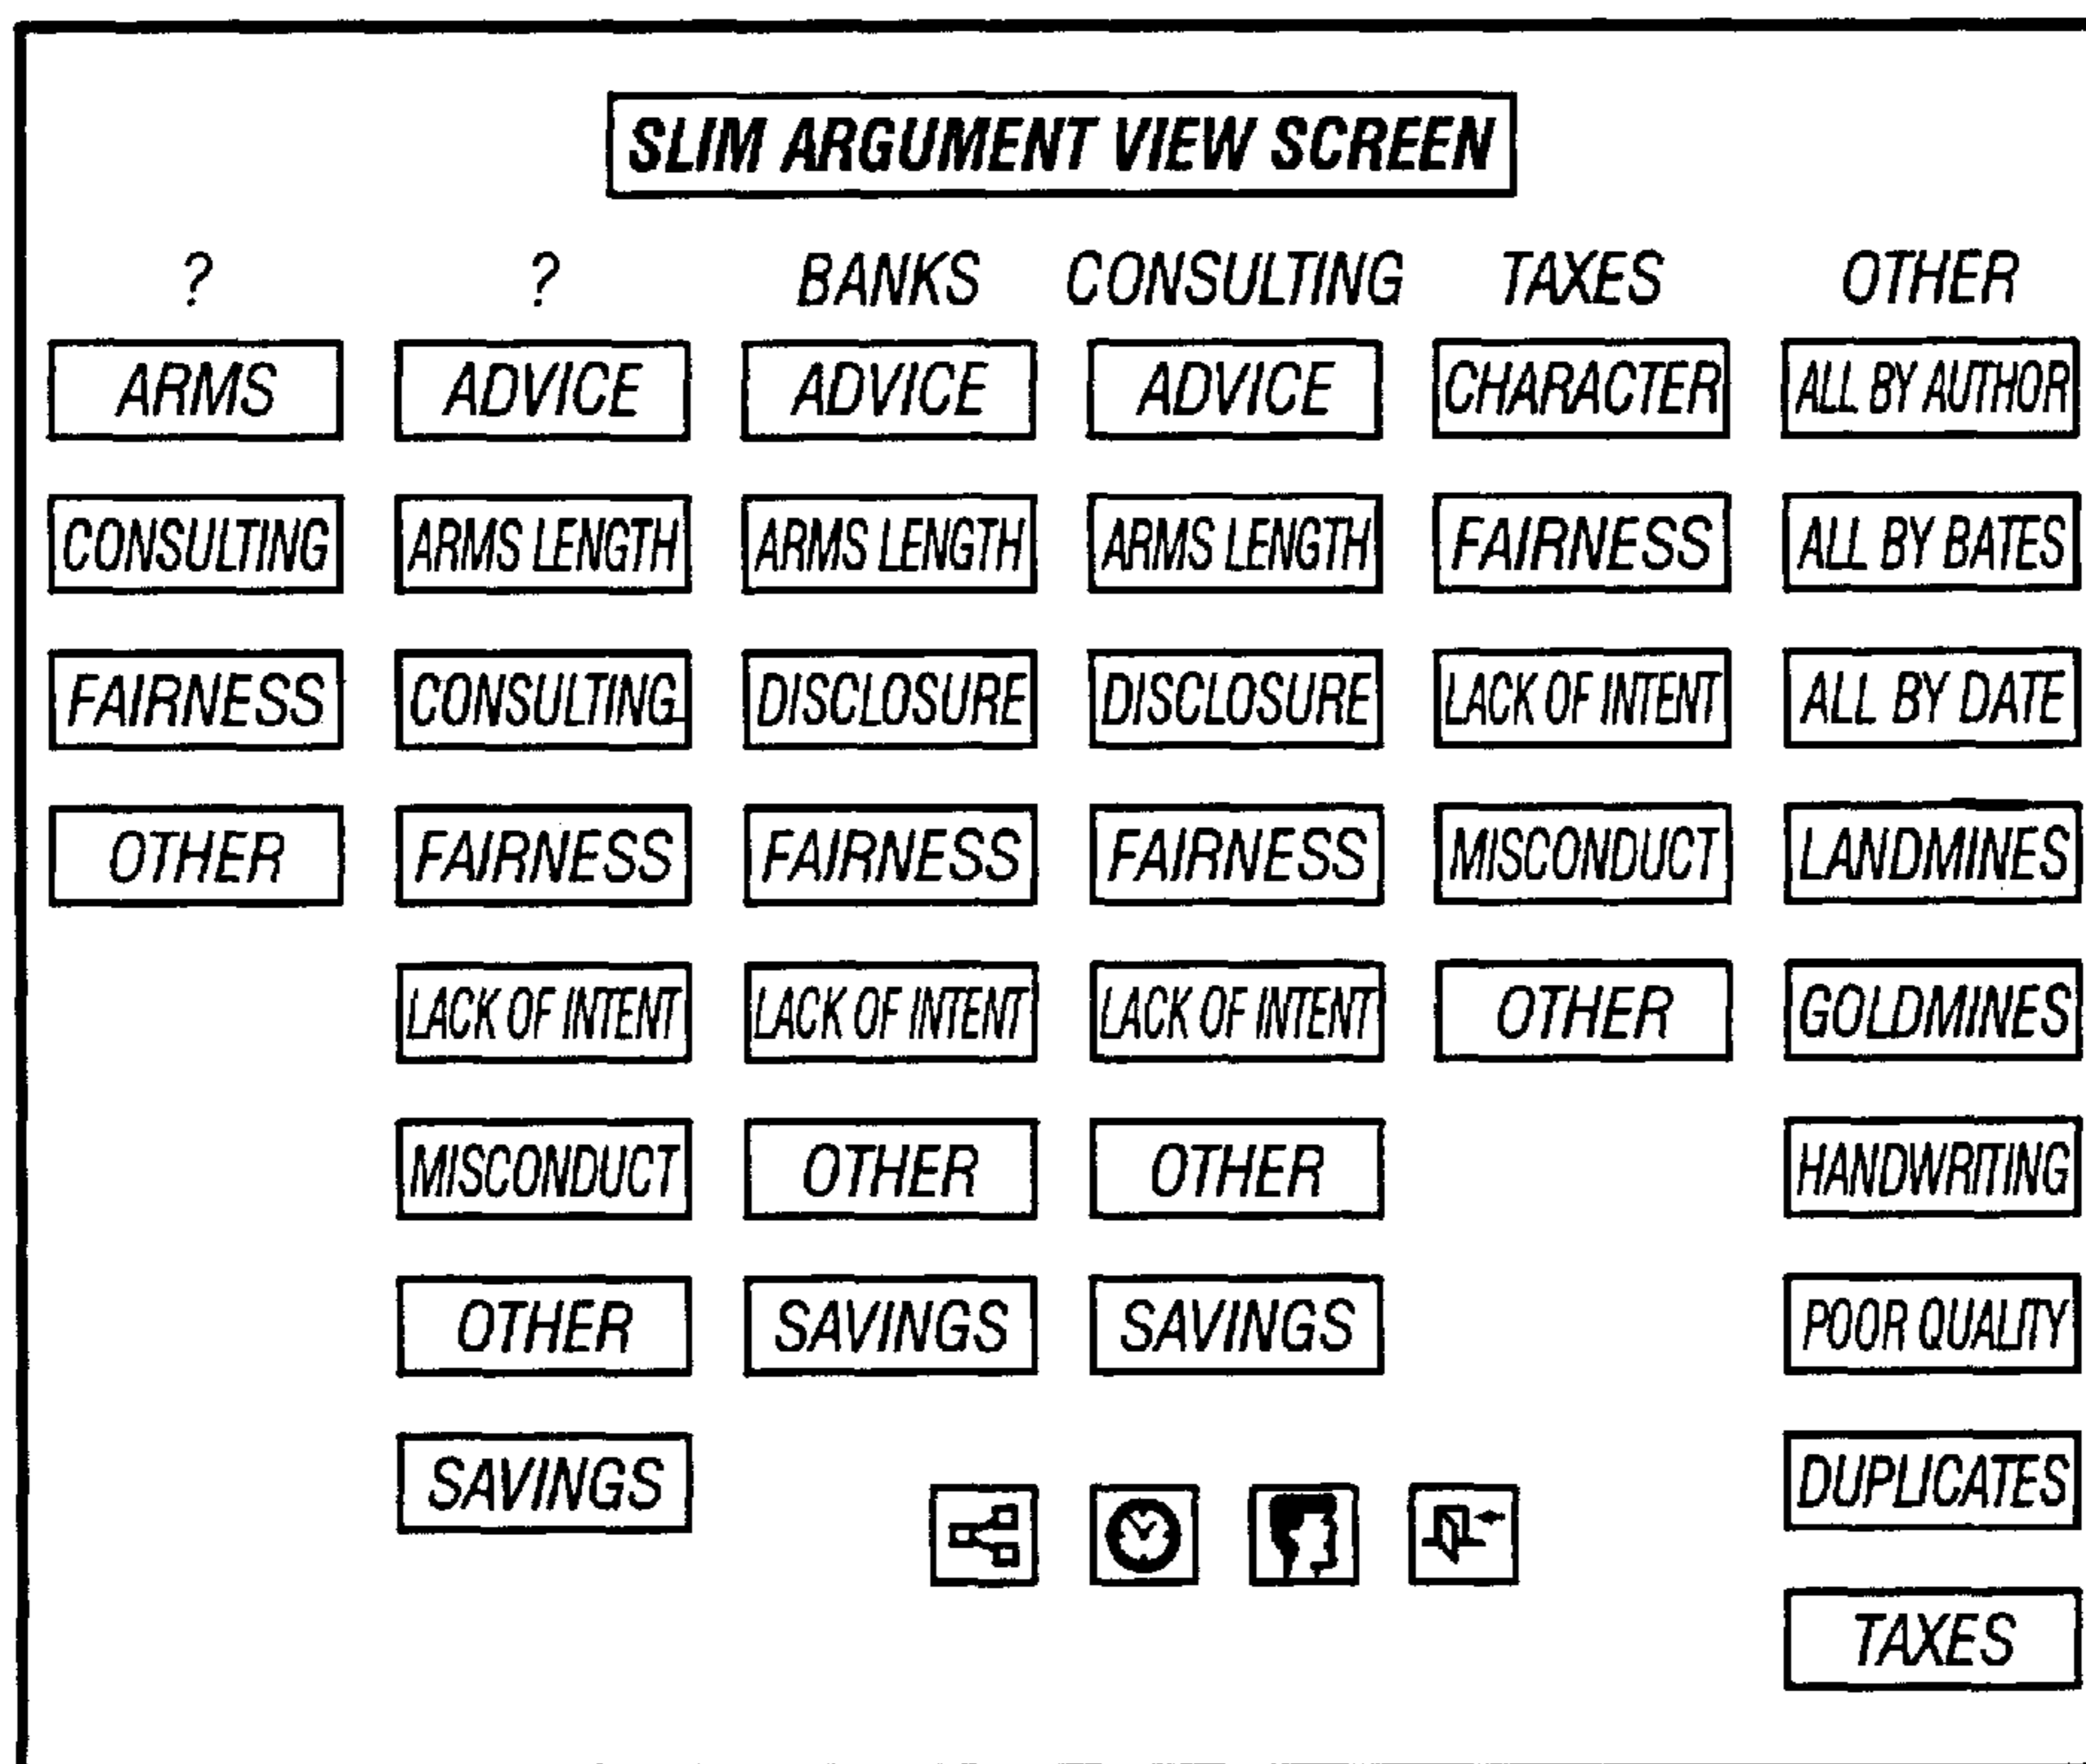 SLIM ARGUMENT VIEW SCREEN
? ? BANKS CONSULTING TAXES OTHER
ARMS ADVICE ADVICE ADVICE CHARACTER ALL BY AUTHOR
CONSULTING ARMS LENGTH ARMS LENGTH ARMS LENGTH FAIRNESS ALL BY BATES
FAIRNESS CONSULTING DISCLOSURE DISCLOSURE LACK OF INTENT ALL BY DATE
OTHER FAIRNESS FAIRNESS FAIRNESS MISCONDUCT LANDMINES
LACK OF INTENT LACK OF INTENT LACK OF INTENT OTHER GOLDMINES
MISCONDUCT OTHER OTHER HANDWRITING
OTHER SAVINGS SAVINGS POOR QUALITY
SAVINGS DUPLICATES
TAXES